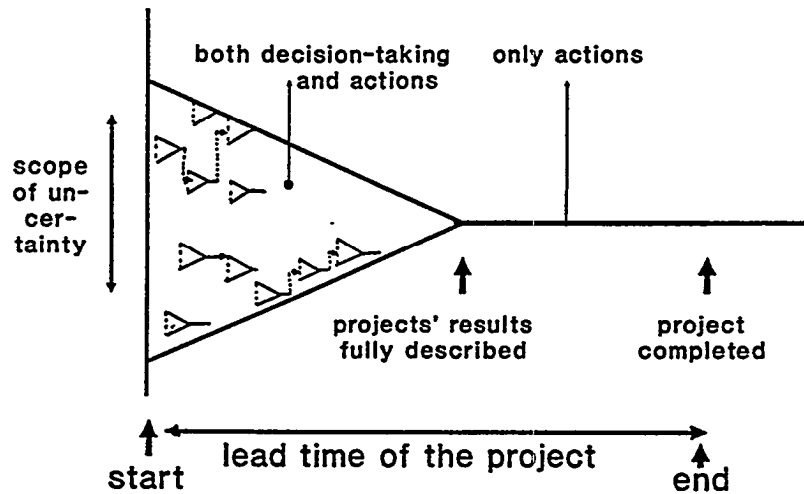 both decision-taking
and actions
only actions
scope
of un-
cer-
tainty
projects' results
fully described
project
completed
lead time of the project
start
end